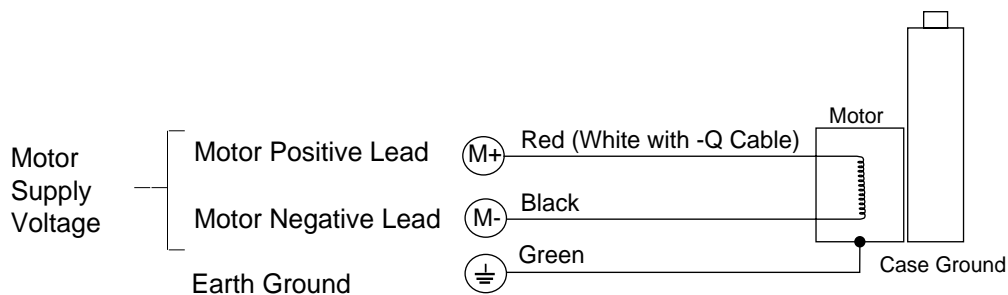 Motor
Supply
Voltage
Motor Positive Lead
M+
Red (White with -Q Cable)
Motor
Motor Negative Lead
M-
Black
Earth Ground
Green
Case Ground